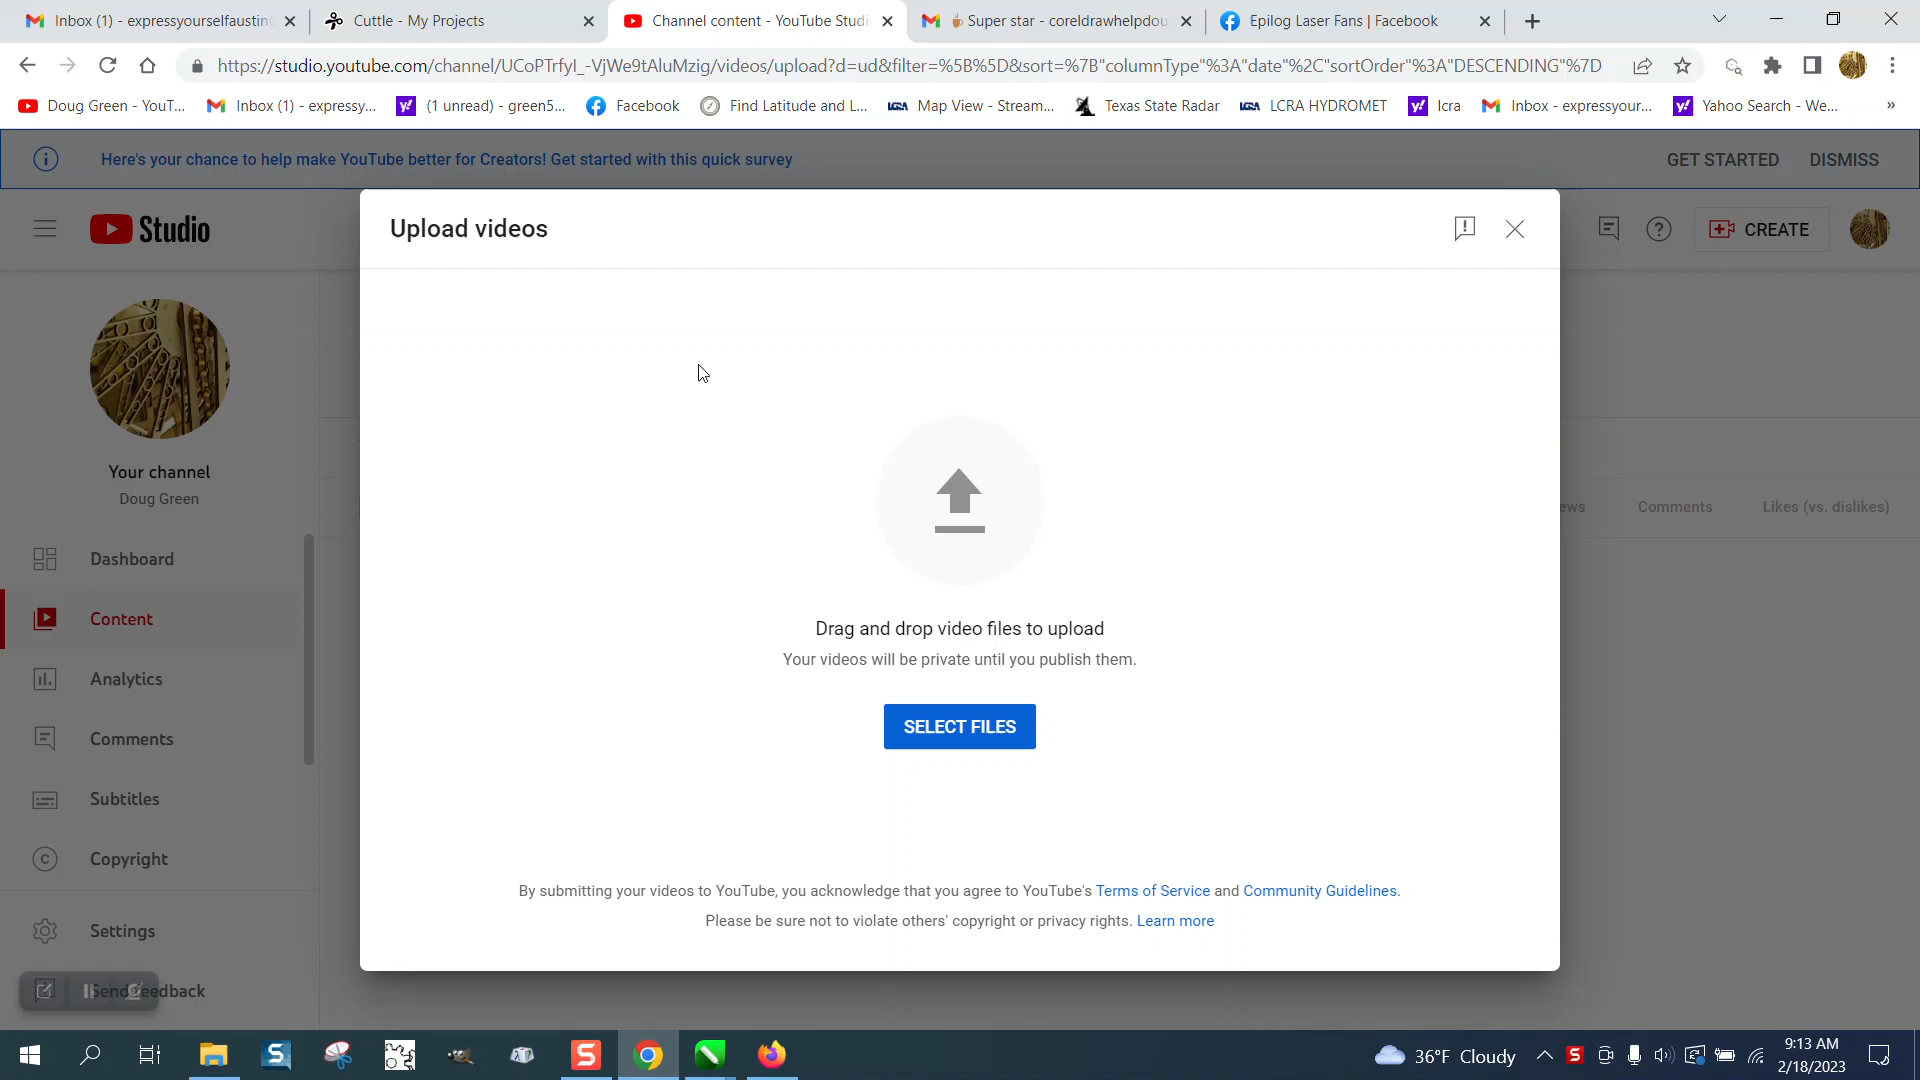 Inbox (1) - expressyourselfaustin
Cuttle - My Projects
Channel content - YouTube Studi
Super star - coreldrawhelpdou
Epilog Laser Fans | Facebook
https://studio.youtube.com/channel/UCoPTrfyI_-VjWe9tAluMzig/videos/upload?d=ud&filter=%5B%5D&sort=%7B"columnType"%3A"date"%2C"sortOrder"%3A"DESCENDING"%7D
Doug Green - YouT...
Inbox (1) - expressy...
(1 unread) - green5...
Facebook
Find Latitude and L...
LCRA Map View - Stream...
Texas State Radar
LCRA LCRA HYDROMET
lcra
Inbox - expressyour...
Yahoo Search - We...
Here's your chance to help make YouTube better for Creators! Get started with this quick survey
GET STARTED
DISMISS
Studio
Upload videos
CREATE
Your channel
Doug Green
ews
Comments
Likes (vs. dislikes)
Dashboard
Content
Analytics
Comments
Subtitles
Copyright
Settings
Send feedback
Drag and drop video files to upload
Your videos will be private until you publish them.
SELECT FILES
By submitting your videos to YouTube, you acknowledge that you agree to YouTube's Terms of Service and Community Guidelines.
Please be sure not to violate others' copyright or privacy rights. Learn more
36°F Cloudy
9:13 AM
2/18/2023